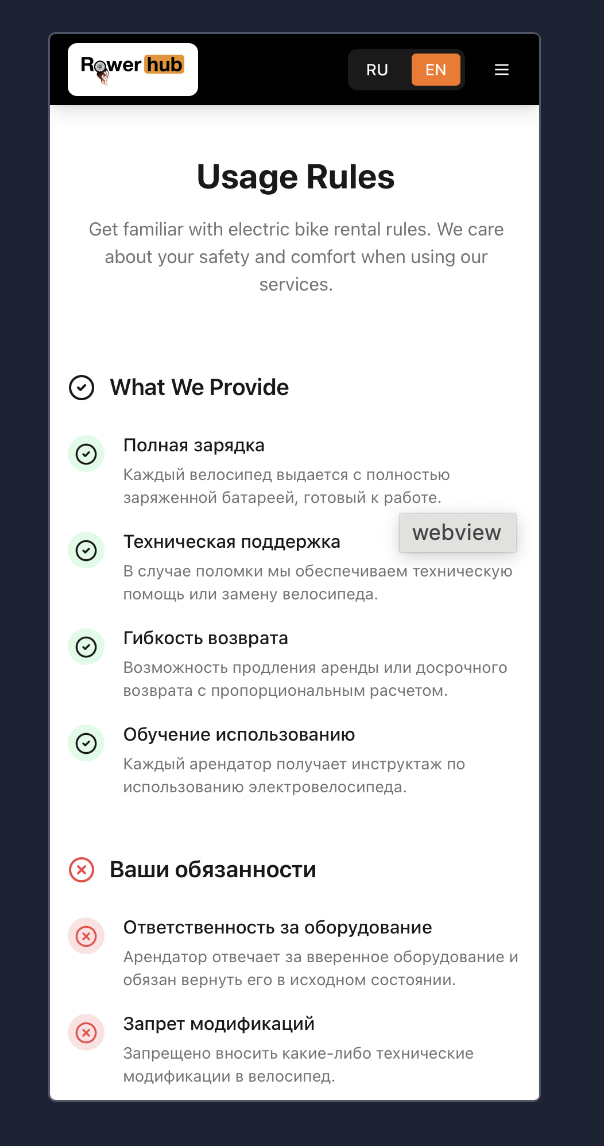 Rower hub
RU
EN
Usage Rules
Get familiar with electric bike rental rules. We care
about your safety and comfort when using our
services.
What We Provide
Полная зарядка
Каждый велосипед выдается с полностью
заряженной батареей, готовый к работе.
webview
Техническая поддержка
В случае поломки мы обеспечиваем техническую
помощь или замену велосипеда.
Гибкость возврата
Возможность продления аренды или досрочного
возврата с пропорциональным расчетом.
Обучение использованию
Каждый арендатор получает инструктаж по
использованию электровелосипеда.
Ваши обязанности
Ответственность за оборудование
Арендатор отвечает за вверенное оборудование и
обязан вернуть его в исходном состоянии.
Запрет модификаций
Запрещено вносить какие-либо технические
модификации в велосипед.